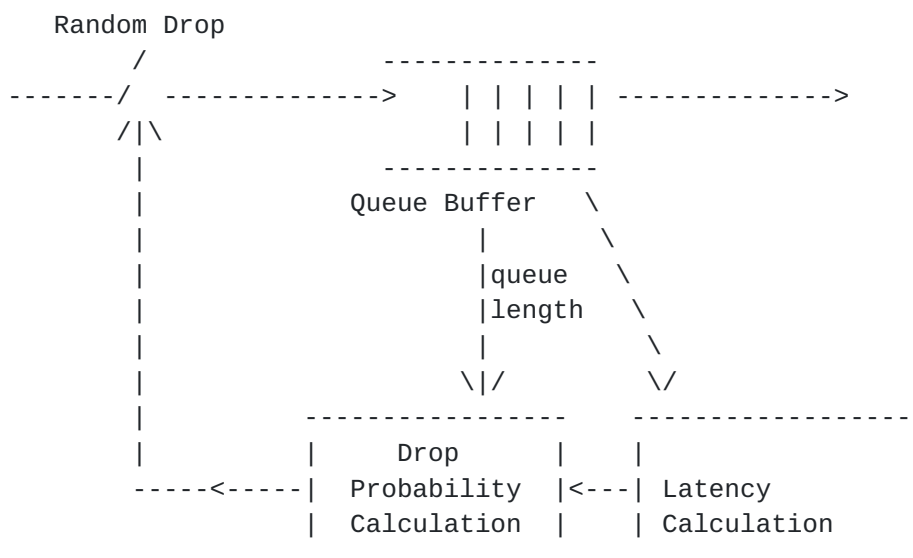 Random Drop
/ --------------
-------/ --------------> | | | | | -------------->
/|\ | | | | |
| --------------
| Queue Buffer \
| | \
| |queue \
| |length \
| | \
| \|/ \/
| ----------------- ------------------
| | Drop | |
-----<-----| Probability |<---| Latency
| Calculation | | Calculation